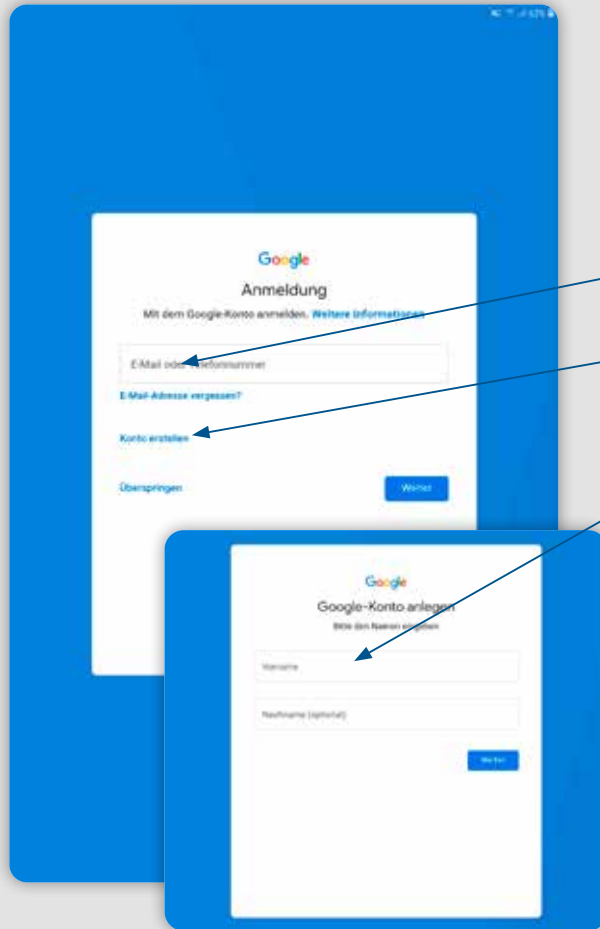 Google
Anmeldung
Mit dem Google-Konto anmelden. Weitere Informationen
E-Mail oder Telefonnummer
E-Mail-Adresse vergessen?
Konto erstellen
Überspringen
Weiter
Google
Google-Konto anlegen
Bitte den Namen eingeben
Vorname
Nachname (optional)
Weiter